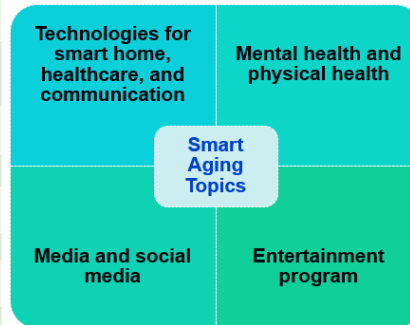 Technologies for
smart home,
healthcare, and
communication
Mental health and
physical health
Smart
Aging
Topics
Media and social
media
Entertainment
program